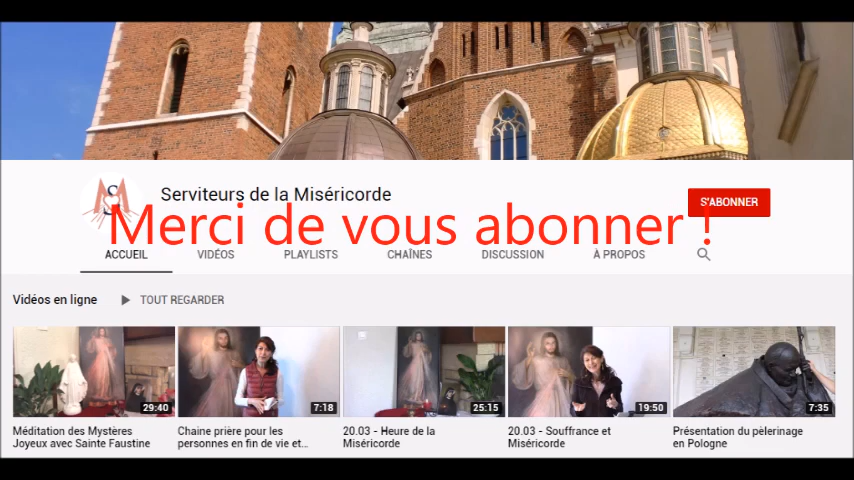 Serviteurs de la Miséricorde
S'ABONNER
Merci de vous abonner !
ACCUEIL VIDÉOS PLAYLISTS CHAÎNES DISCUSSION À PROPOS
Vidéos en ligne TOUT REGARDER
29:40 7:18 25:15 19:50 7:35
Méditation des Mystères
Joyeux avec Sainte Faustine
Chaine prière pour les
personnes en fin de vie et...
20.03 - Heure de la
Miséricorde
20.03 - Souffrance et
Miséricorde
Présentation du pèlerinage
en Pologne